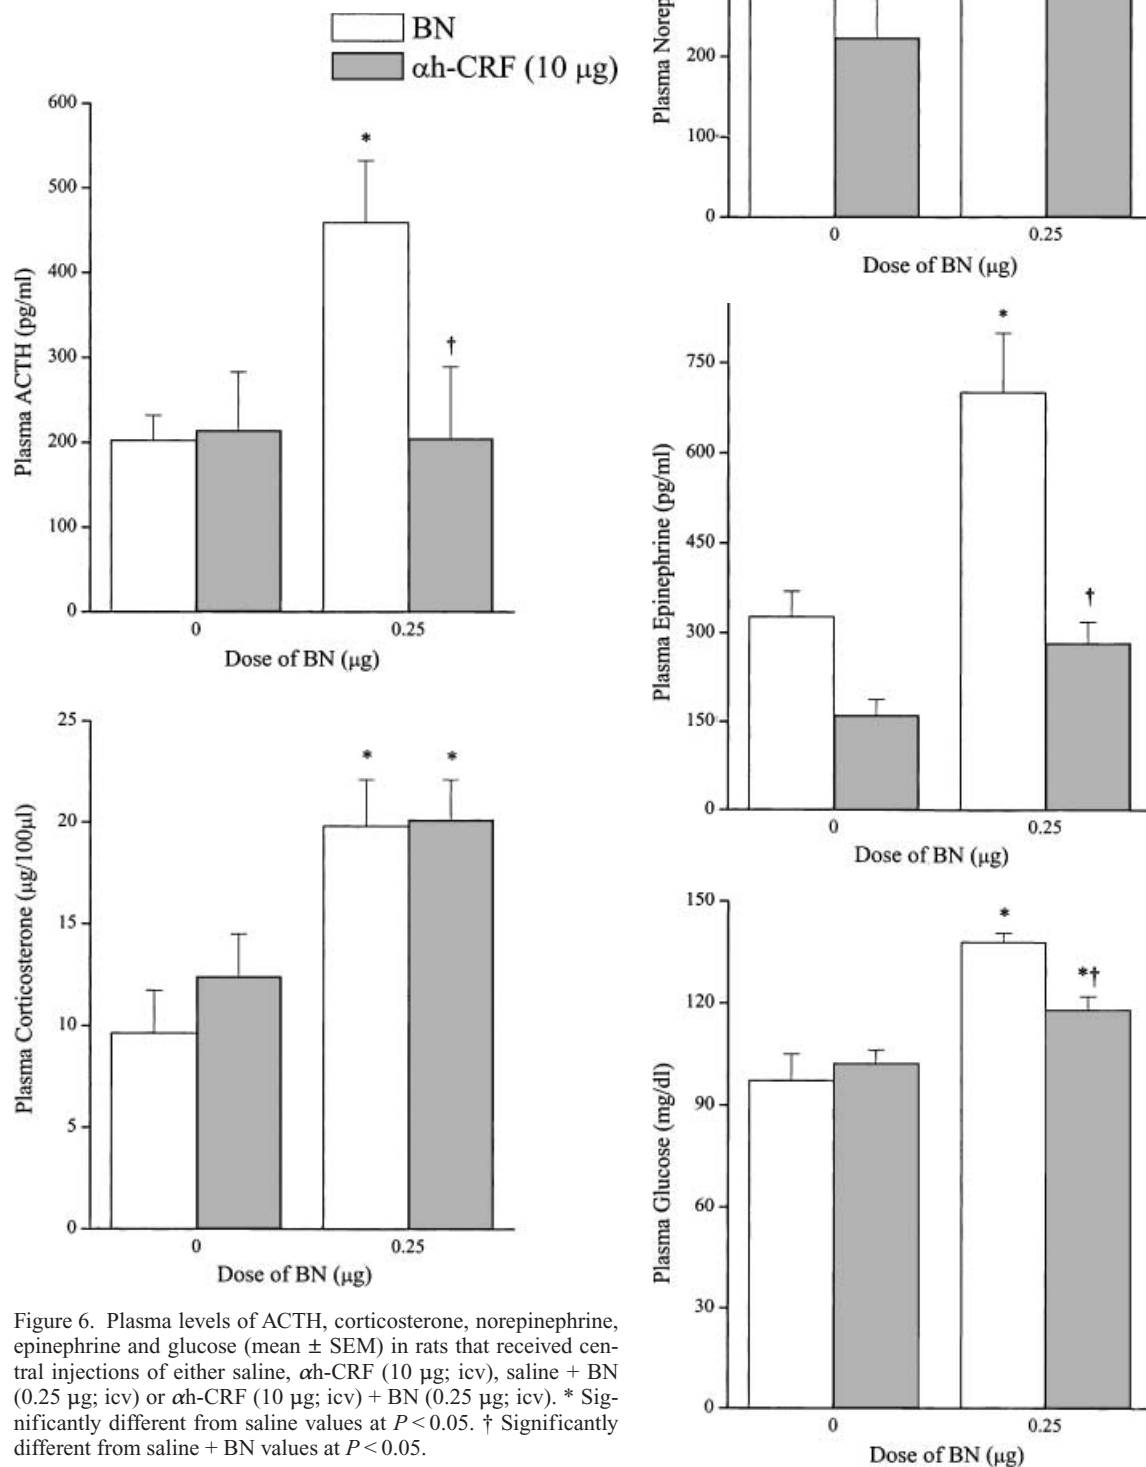 BN
αh-CRF (10 μg)
600
500
400
300
200
100
0
Plasma ACTH (pg/ml)
*
†
0
0.25
Dose of BN (μg)
25
20
15
10
5
0
Plasma Corticosterone (μg/100μl)
*
*
0
0.25
Dose of BN (μg)
Figure 6. Plasma levels of ACTH, corticosterone, norepinephrine,
epinephrine and glucose (mean ± SEM) in rats that received cen-
tral injections of either saline, αh-CRF (10 μg; icv), saline + BN
(0.25 μg; icv) or αh-CRF (10 μg; icv) + BN (0.25 μg; icv). * Sig-
nificantly different from saline values at P < 0.05. † Significantly
different from saline + BN values at P < 0.05.
200
100
0
Plasma Norep
0
0.25
Dose of BN (μg)
750
600
450
300
150
0
Plasma Epinephrine (pg/ml)
*
†
0
0.25
Dose of BN (μg)
150
120
90
60
30
0
Plasma Glucose (mg/dl)
*
*†
0
0.25
Dose of BN (μg)